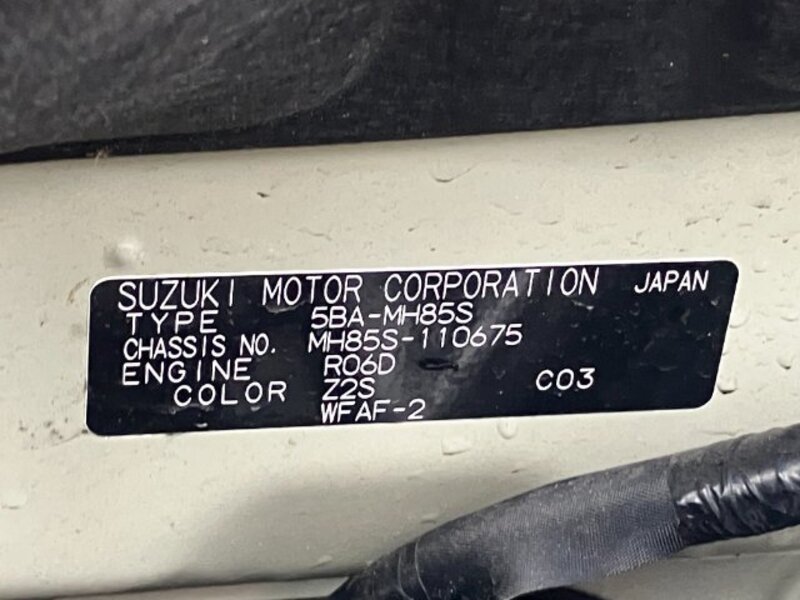 SUZUKI MOTOR CORPORATION JAPAN
TYPE 5BA-MH85S
CHASSIS NO. MH85S-110675
ENGINE R06D
COLOR Z2S C03
WFAF-2